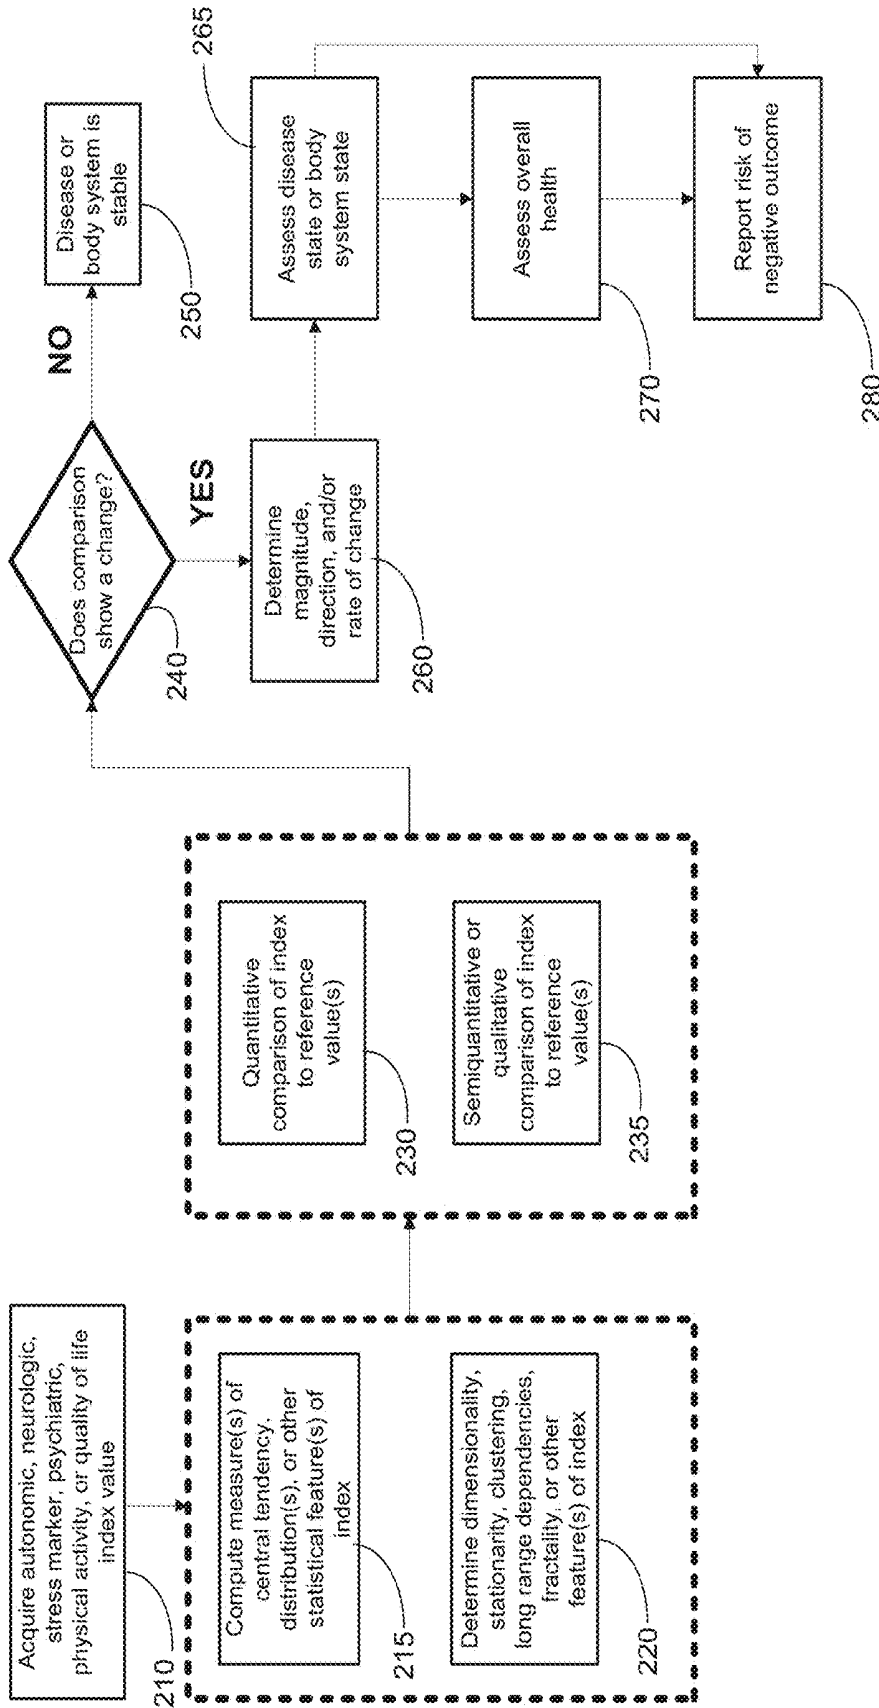 Acquire autonomic, neurologic,
stress marker, psychiatric,
physical activity, or quality of life
index value
210
Compute measure(s) of
central tendency,
distribution(s), or other
statistical feature(s) of
index
215
Determine dimensionality,
stationarity, clustering,
long range dependencies,
fractality, or other
feature(s) of index
220
Quantitative
comparison of index
to reference
value(s)
230
Semiquantitative or
qualitative
comparison of index
to reference
value(s)
235
Does comparison
show a change?
240
NO
Disease or
body system is
stable
250
YES
Determine
magnitude,
direction, and/or
rate of change
260
Assess disease
state or body
system state
265
Assess overall
health
270
Report risk of
negative outcome
280